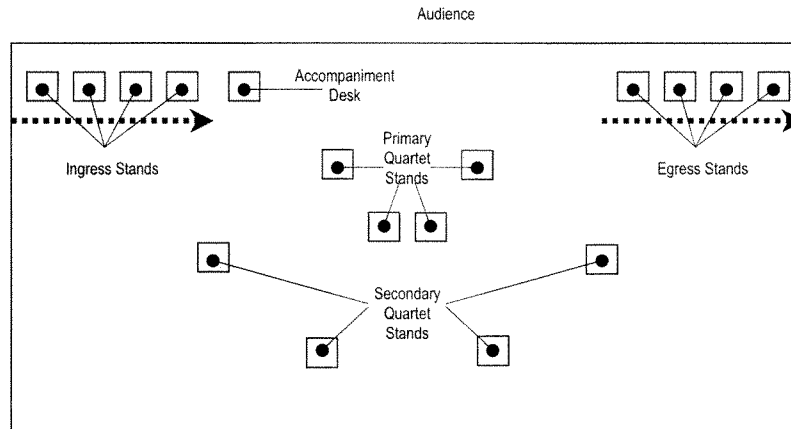 Audience
Accompaniment
Desk
Ingress Stands
Primary
Quartet
Stands
Egress Stands
Secondary
Quartet
Stands